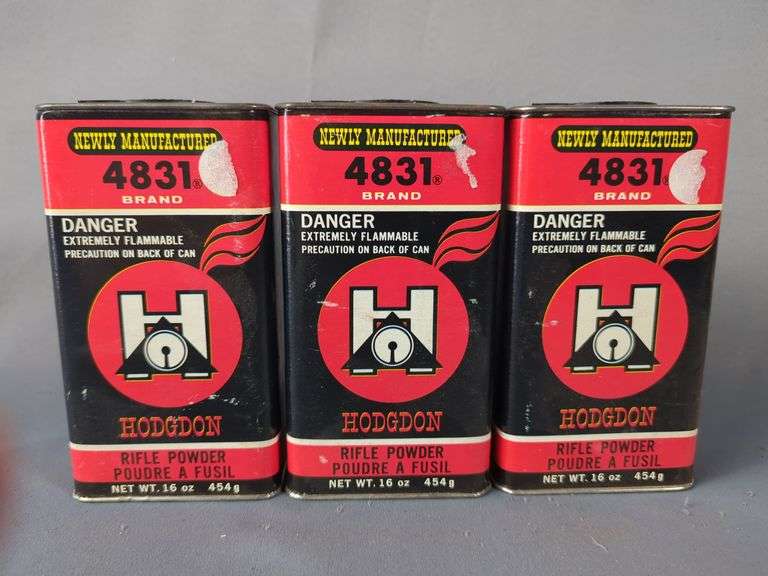 NEWLY MANUFACTURED
4831®
BRAND
DANGER
EXTREMELY FLAMMABLE
PRECAUTION ON BACK OF CAN
H
HODGDON
RIFLE POWDER
POUDRE A FUSIL
NET WT. 16 oz 454 g
NEWLY MANUFACTURED
4831®
BRAND
DANGER
EXTREMELY FLAMMABLE
PRECAUTION ON BACK OF CAN
H
HODGDON
RIFLE POWDER
POUDRE A FUSIL
NET WT. 16 oz 454 g
NEWLY MANUFACTURED
4831®
BRAND
DANGER
EXTREMELY FLAMMABLE
PRECAUTION ON BACK OF CAN
H
HODGDON
RIFLE POWDER
POUDRE A FUSIL
NET WT. 16 oz 454 g